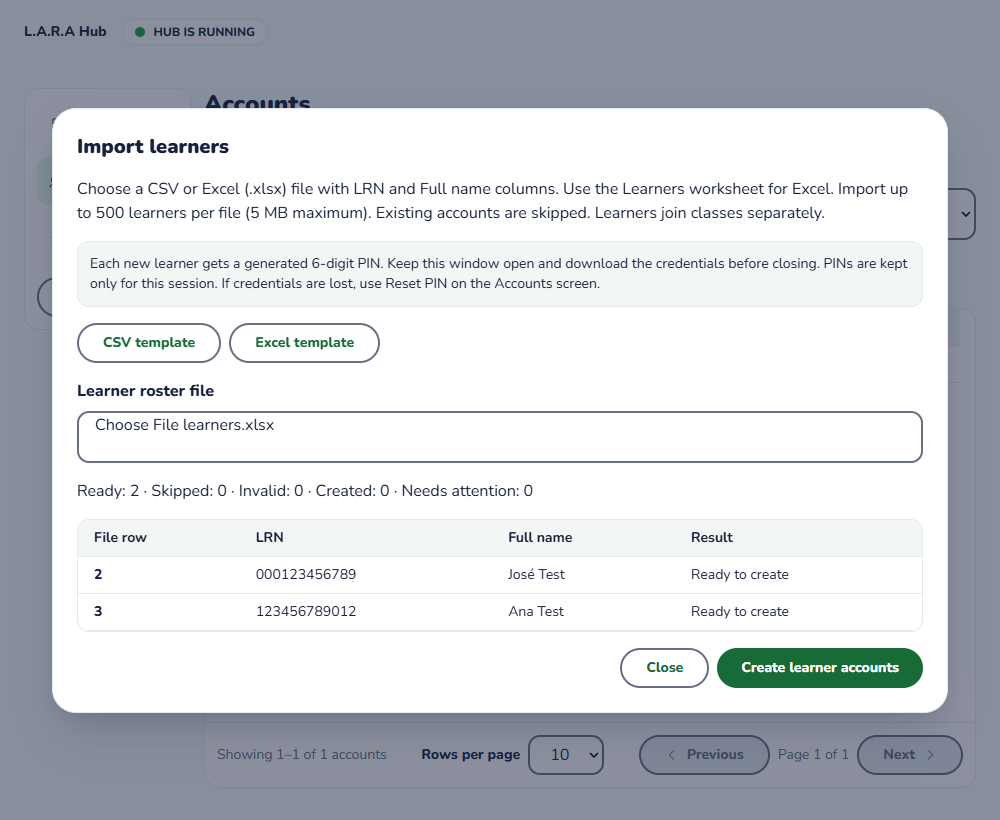 L.A.R.A Hub
HUB IS RUNNING
Accounts
Import learners
Choose a CSV or Excel (.xlsx) file with LRN and Full name columns. Use the Learners worksheet for Excel. Import up
to 500 learners per file (5 MB maximum). Existing accounts are skipped. Learners join classes separately.
Each new learner gets a generated 6-digit PIN. Keep this window open and download the credentials before closing. PINs are kept
only for this session. If credentials are lost, use Reset PIN on the Accounts screen.
CSV template
Excel template
Learner roster file
Choose File learners.xlsx
Ready: 2 · Skipped: 0 · Invalid: 0 · Created: 0 · Needs attention: 0
File row LRN Full name Result
2 000123456789 José Test Ready to create
3 123456789012 Ana Test Ready to create
Close
Create learner accounts
Showing 1–1 of 1 accounts
Rows per page
10
Previous
Page 1 of 1
Next